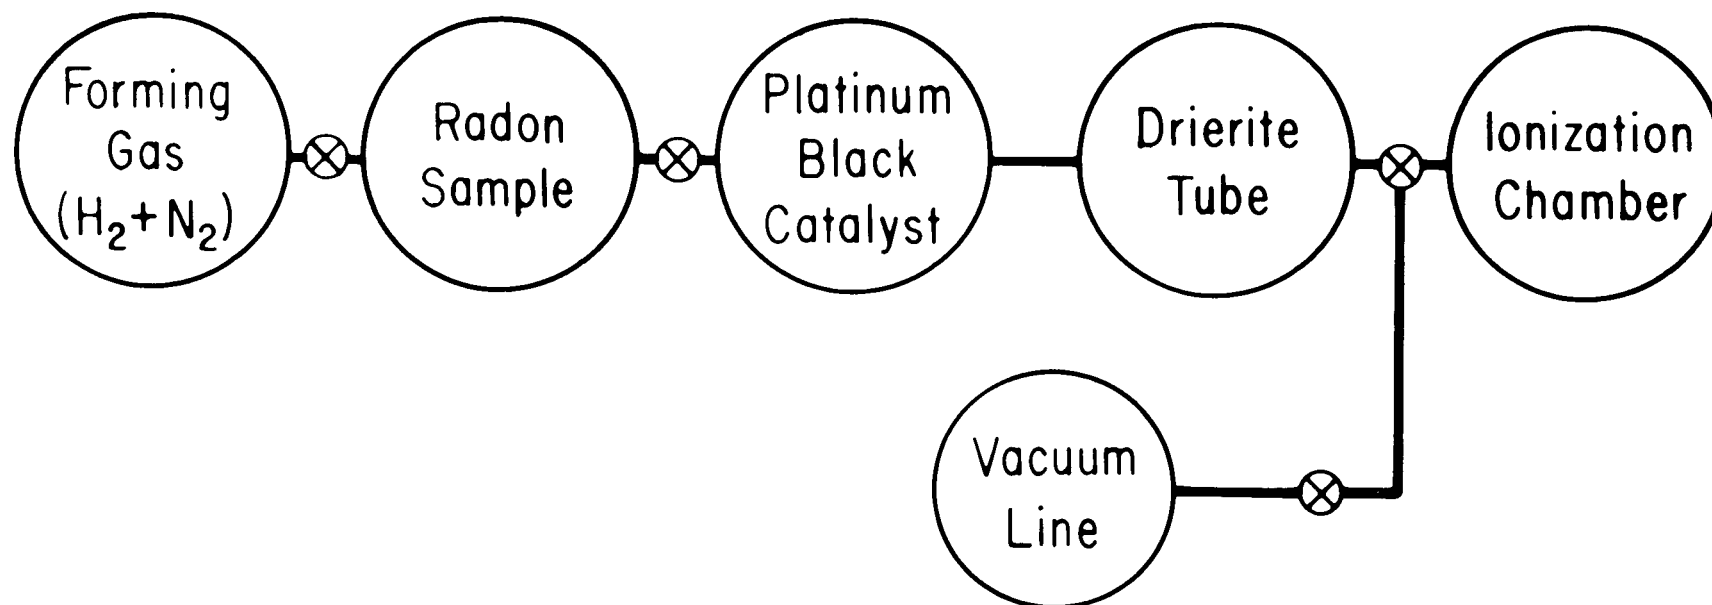 Forming
Gas
(H₂+N₂)
Radon
Sample
Platinum
Black
Catalyst
Drierite
Tube
Ionization
Chamber
Vacuum
Line